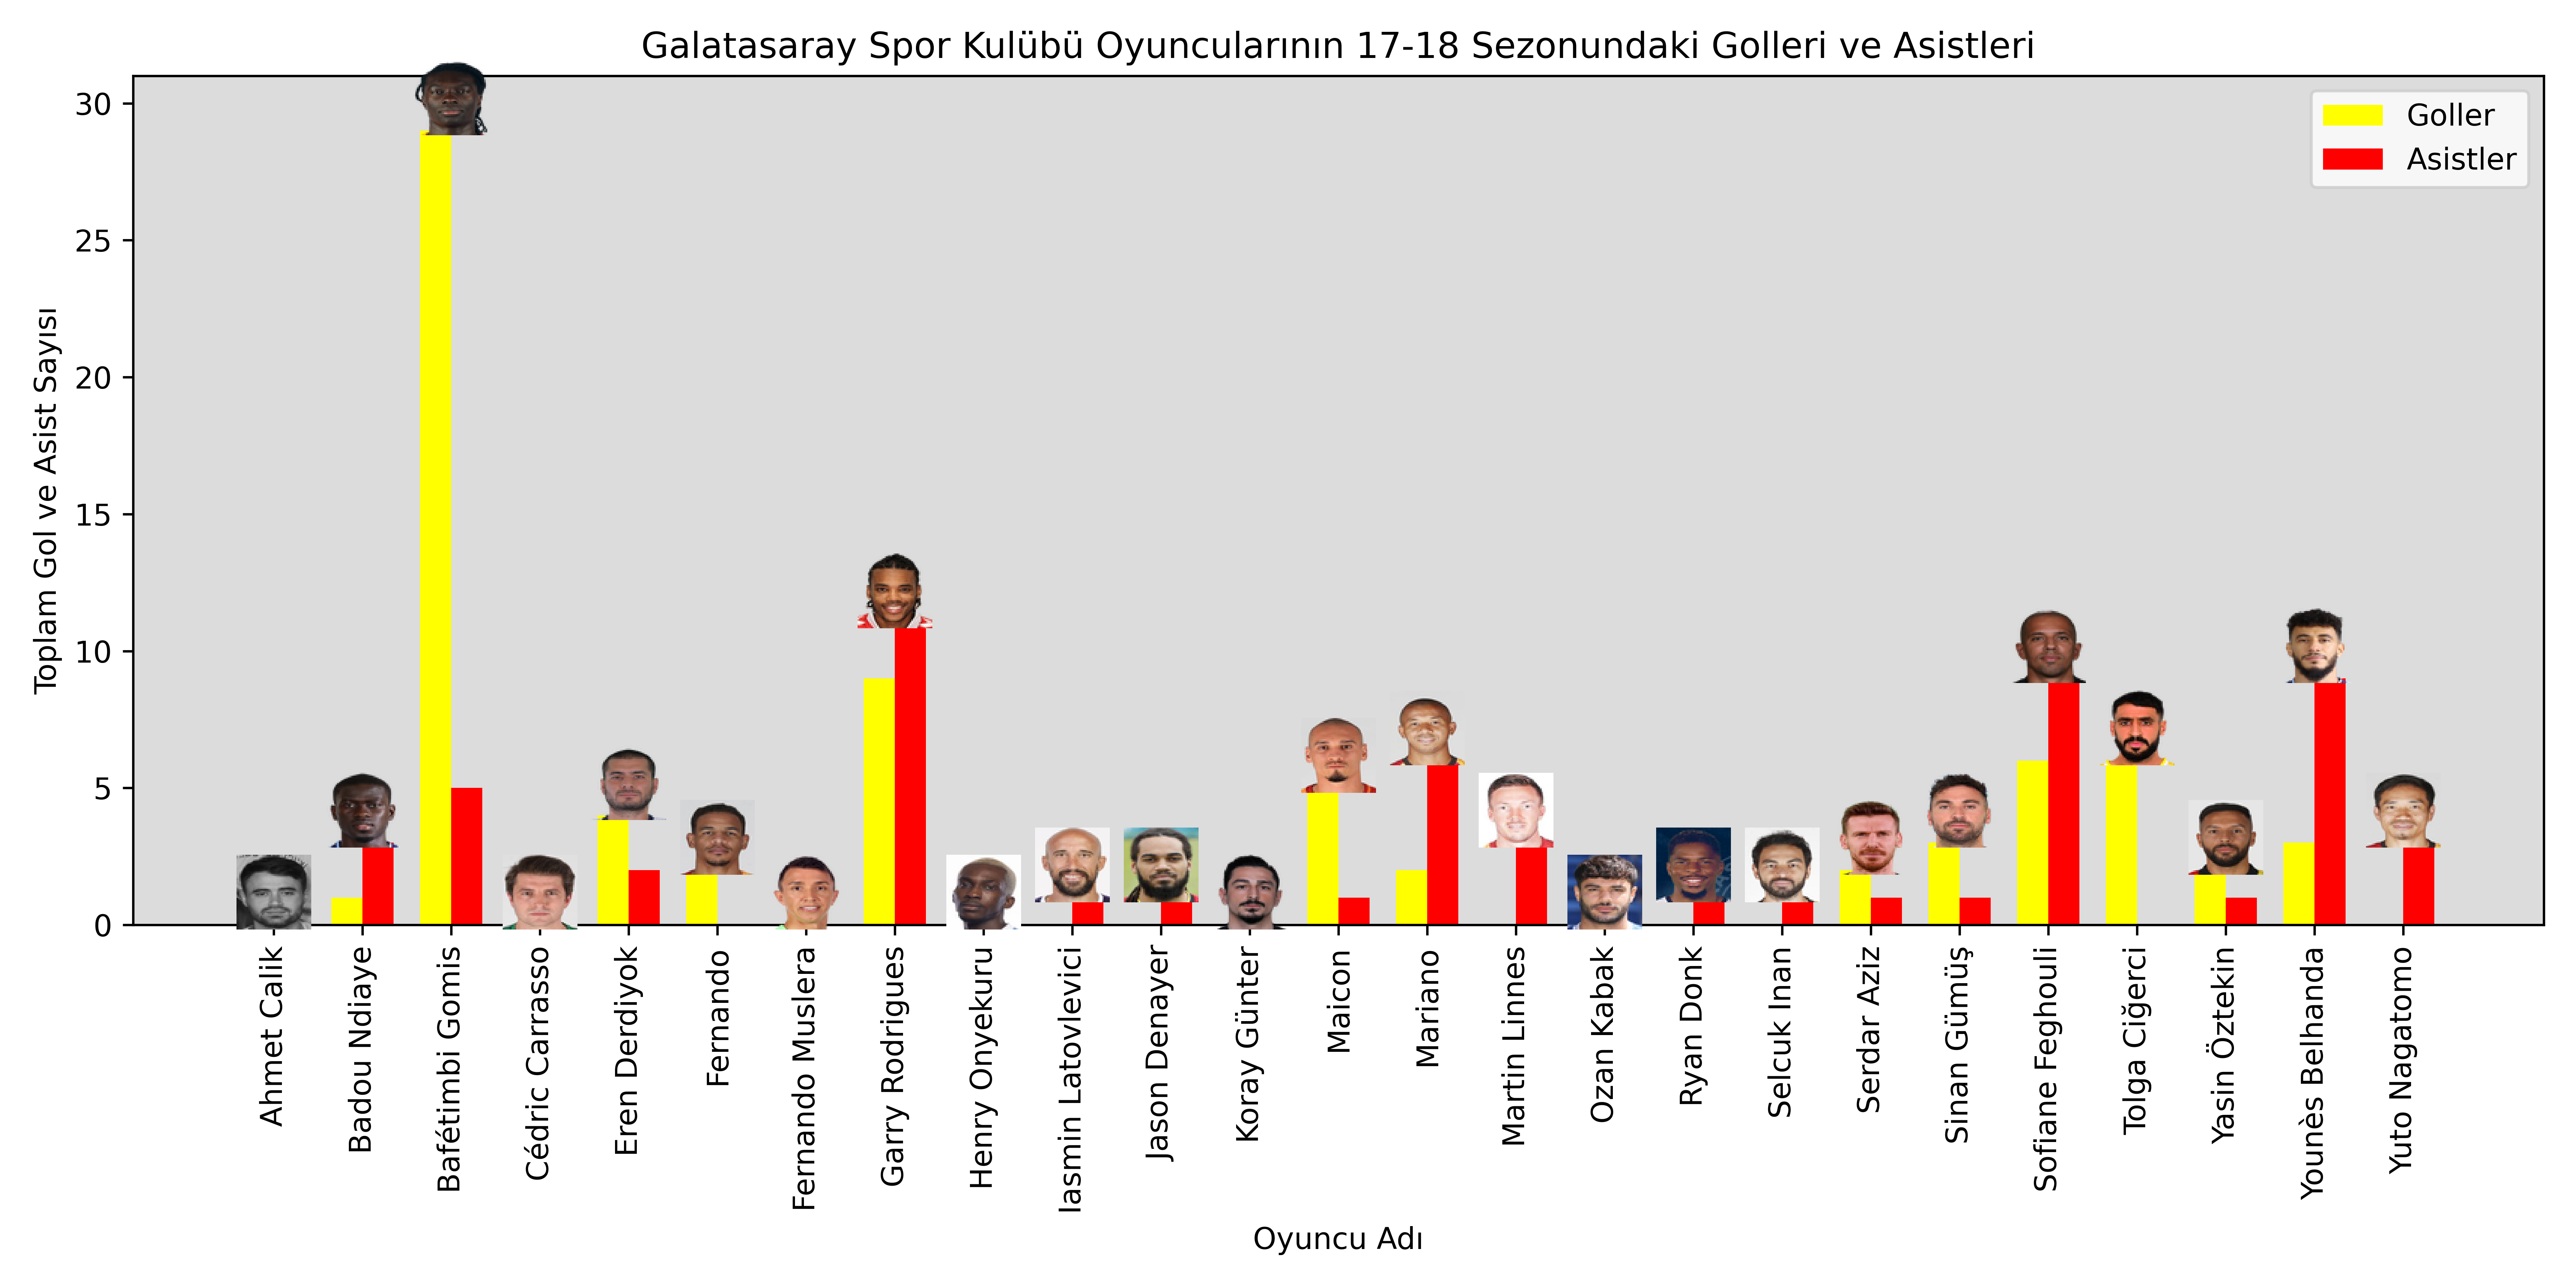 Galatasaray Spor Kulübü Oyuncularının 17-18 Sezonundaki Golleri ve Asistleri
Goller
Asistler
Toplam Gol ve Asist Sayısı
30
25
20
15
10
5
0
Ahmet Calik
Badou Ndiaye
Bafétimbi Gomis
Cédric Carrasso
Eren Derdiyok
Fernando
Fernando Muslera
Garry Rodrigues
Henry Onyekuru
Iasmin Latovlevici
Jason Denayer
Koray Günter
Maicon
Mariano
Martin Linnes
Ozan Kabak
Ryan Donk
Selcuk Inan
Serdar Aziz
Sinan Gümüş
Sofiane Feghouli
Tolga Ciğerci
Yasin Öztekin
Younès Belhanda
Yuto Nagatomo
Oyuncu Adı